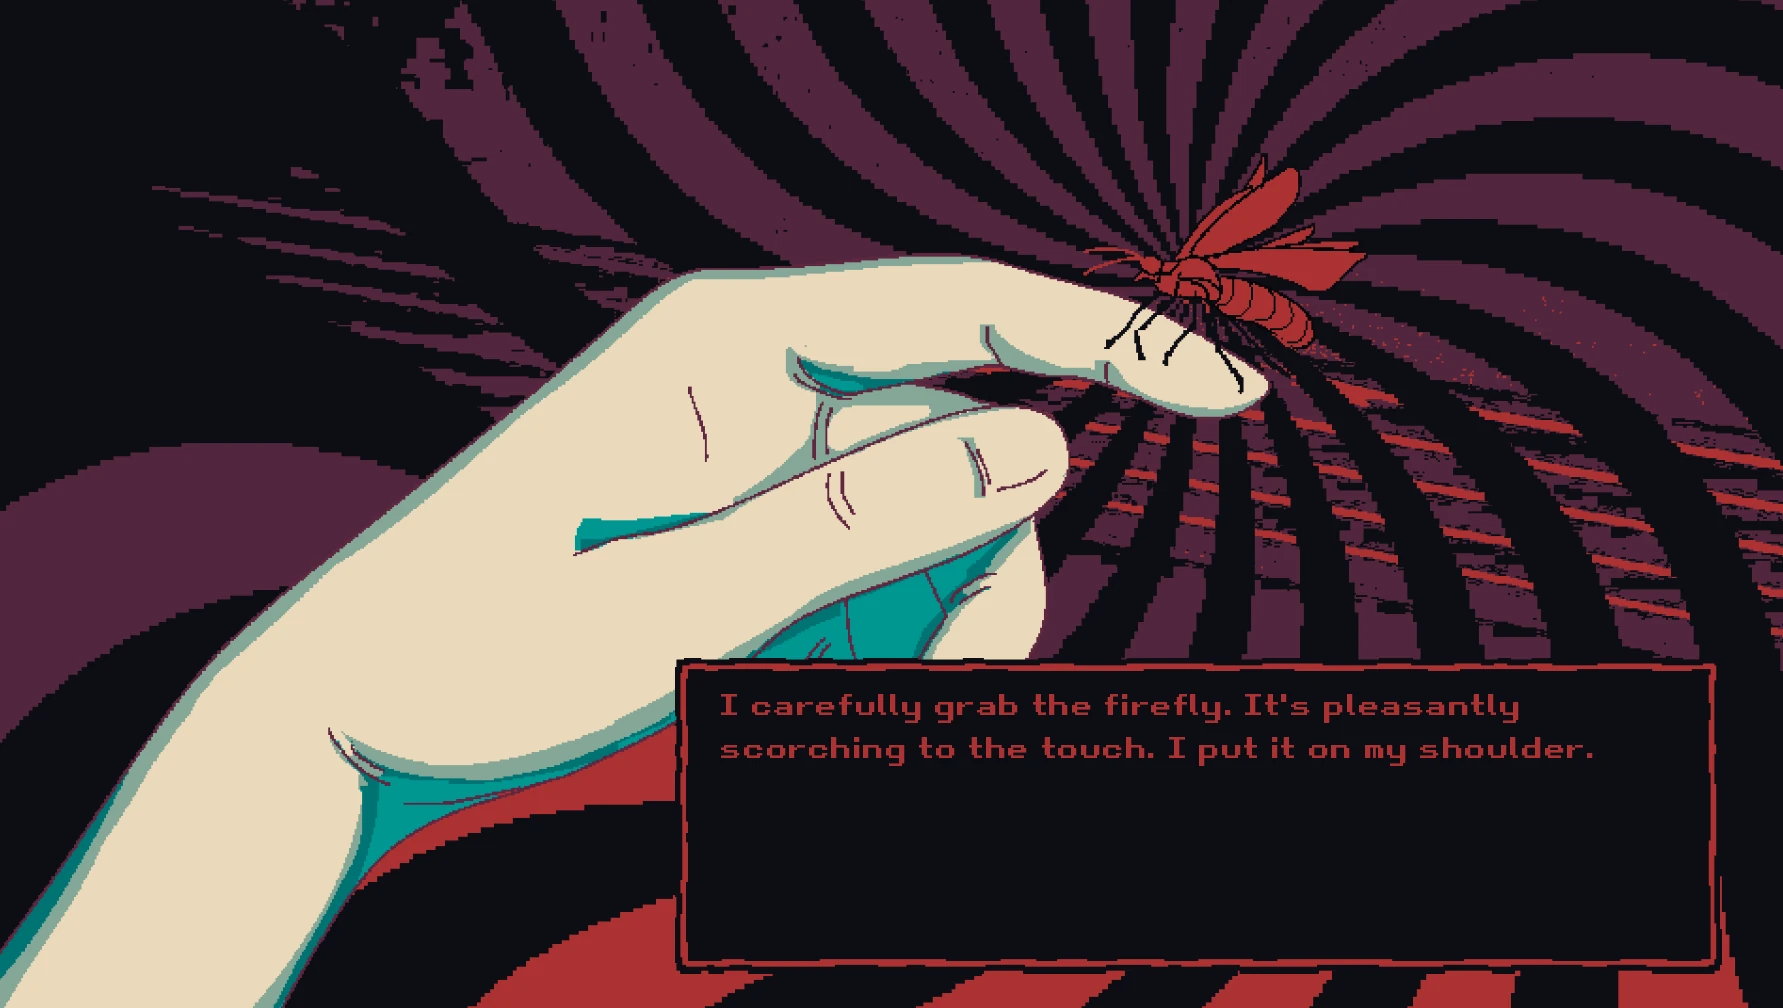 I carefully grab the firefly. It's pleasantly
scorching to the touch. I put it on my shoulder.